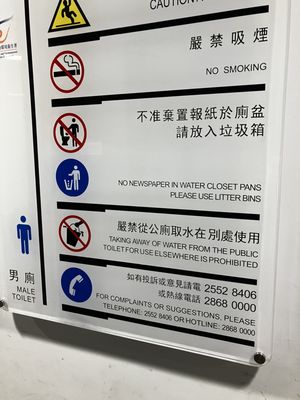 CAUTION
嚴禁吸煙
NO SMOKING
不准棄置報紙於廁盆
請放入垃圾箱
NO NEWSPAPER IN WATER CLOSET PANS
PLEASE USE LITTER BINS
嚴禁從公廁取水在別處使用
TAKING AWAY OF WATER FROM THE PUBLIC
TOILET FOR USE ELSEWHERE IS PROHIBITED
如有投訴或意見請電 2552 8406
或熱線電話 2868 0000
FOR COMPLAINTS OR SUGGESTIONS, PLEASE
TELEPHONE: 2552 8406 OR HOTLINE: 2868 0000
男廁
MALE
TOILET